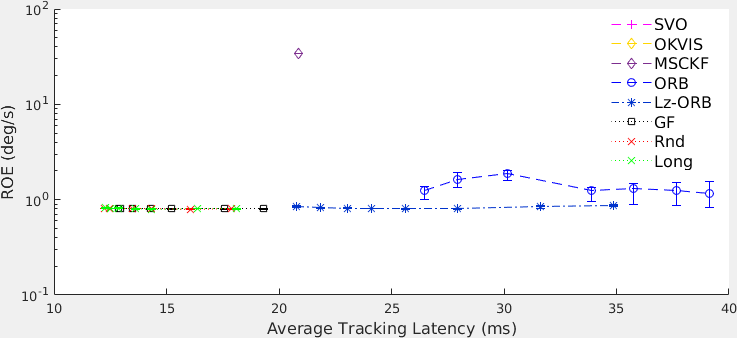 10^2
10^1
10^0
10^-1
ROE (deg/s)
SVO
OKVIS
MSCKF
ORB
Lz-ORB
GF
Rnd
Long
10 15 20 25 30 35 40
Average Tracking Latency (ms)